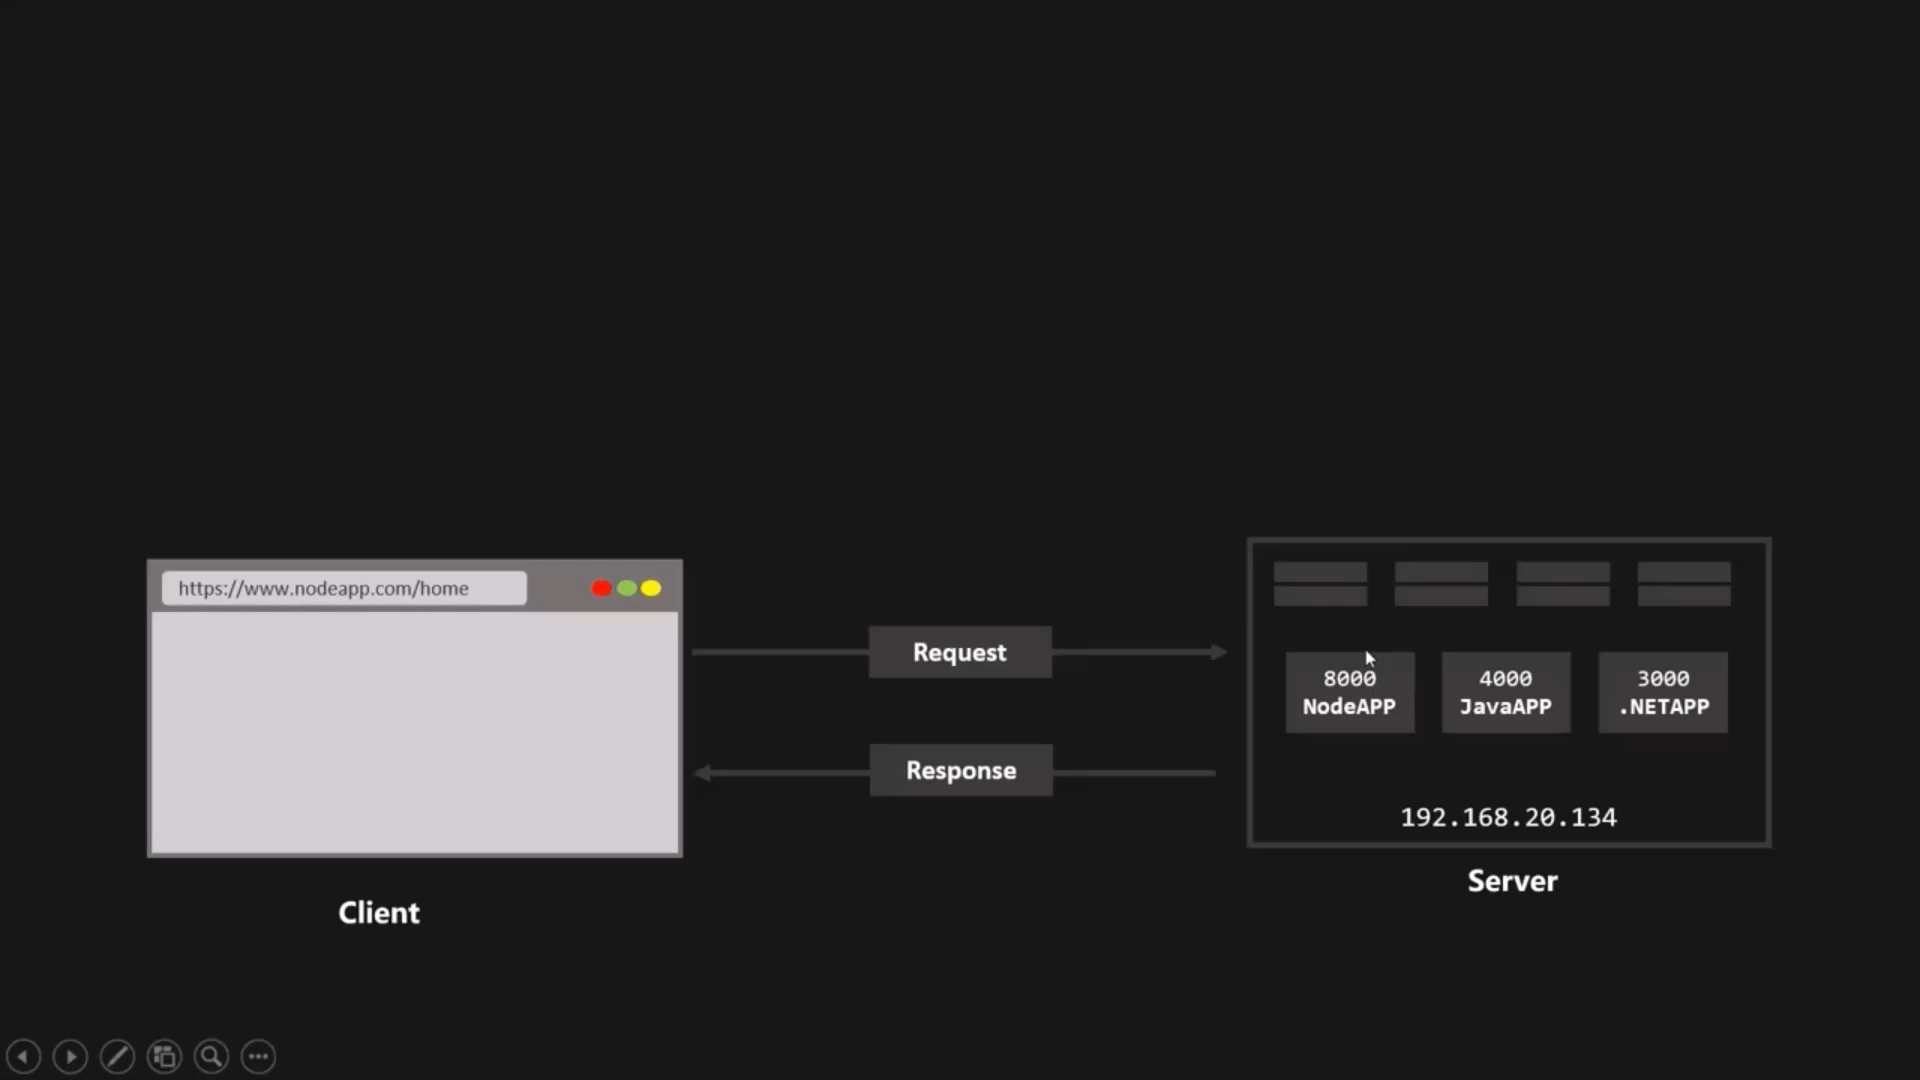 https://www.nodeapp.com/home
Request
Response
8000
NodeAPP
4000
JavaAPP
3000
.NETAPP
192.168.20.134
Client
Server